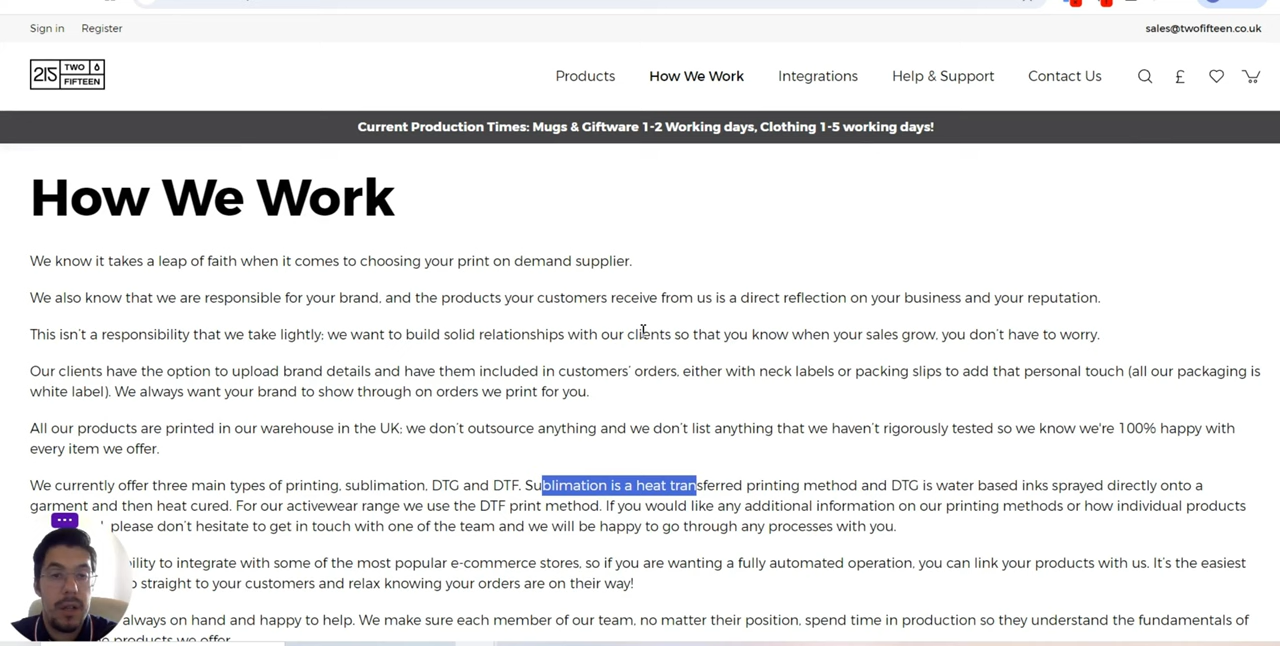 Sign in Register sales@twofifteen.co.uk
215 TWO FIFTEEN Products How We Work Integrations Help & Support Contact Us £
Current Production Times: Mugs & Giftware 1-2 Working days, Clothing 1-5 working days!
How We Work
We know it takes a leap of faith when it comes to choosing your print on demand supplier.
We also know that we are responsible for your brand, and the products your customers receive from us is a direct reflection on your business and your reputation.
This isn't a responsibility that we take lightly; we want to build solid relationships with our clients so that you know when your sales grow, you don't have to worry.
Our clients have the option to upload brand details and have them included in customers' orders, either with neck labels or packing slips to add that personal touch (all our packaging is
white label). We always want your brand to show through on orders we print for you.
All our products are printed in our warehouse in the UK; we don't outsource anything and we don't list anything that we haven't rigorously tested so we know we're 100% happy with
every item we offer.
We currently offer three main types of printing, sublimation, DTG and DTF. Sublimation is a heat transferred printing method and DTG is water based inks sprayed directly onto a
garment and then heat cured. For our activewear range we use the DTF print method. If you would like any additional information on our printing methods or how individual products
please don't hesitate to get in touch with one of the team and we will be happy to go through any processes with you.
to integrate with some of the most popular e-commerce stores, so if you are wanting a fully automated operation, you can link your products with us. It's the easiest
straight to your customers and relax knowing your orders are on their way!
always on hand and happy to help. We make sure each member of our team, no matter their position, spend time in production so they understand the fundamentals of
products we offer.